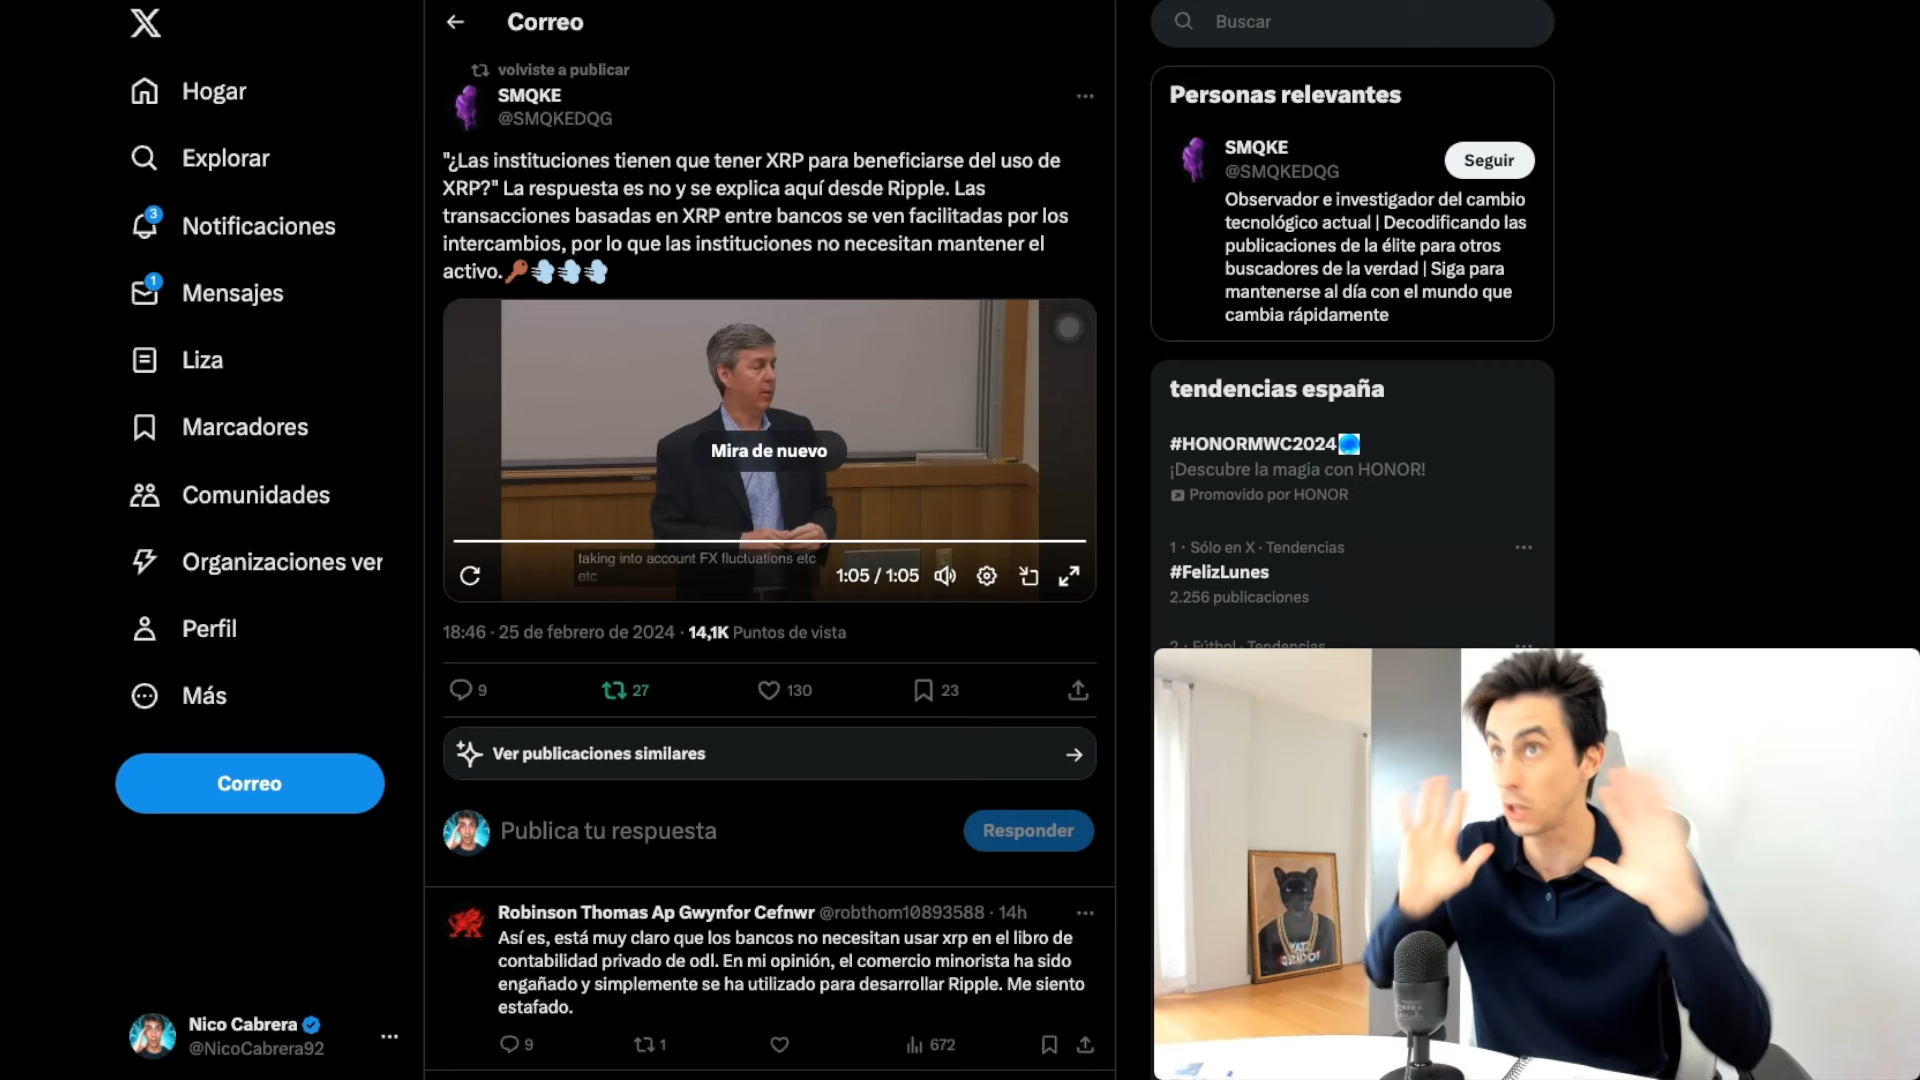 Hogar
Explorar
3
Notificaciones
1
Mensajes
Liza
Marcadores
Comunidades
Organizaciones ver
Perfil
Más
Correo
Nico Cabrera
@NicoCabrera92
Correo
volviste a publicar
SMQKE
@SMQKEDQG
"¿Las instituciones tienen que tener XRP para beneficiarse del uso de
XRP?" La respuesta es no y se explica aquí desde Ripple. Las
transacciones basadas en XRP entre bancos se ven facilitadas por los
intercambios, por lo que las instituciones no necesitan mantener el
activo.
Mira de nuevo
taking into account FX fluctuations etc
etc
1:05 / 1:05
18:46 · 25 de febrero de 2024 · 14,1K Puntos de vista
9
27
130
23
Ver publicaciones similares
Publica tu respuesta
Responder
Robinson Thomas Ap Gwynfor Cefnwr @robthom10893588 · 14h
Así es, está muy claro que los bancos no necesitan usar xrp en el libro de
contabilidad privado de odl. En mi opinión, el comercio minorista ha sido
engañado y simplemente se ha utilizado para desarrollar Ripple. Me siento
estafado.
9
1
672
Buscar
Personas relevantes
SMQKE
@SMQKEDQG
Seguir
Observador e investigador del cambio
tecnológico actual | Decodificando las
publicaciones de la élite para otros
buscadores de la verdad | Siga para
mantenerse al día con el mundo que
cambia rápidamente
tendencias españa
#HONORMWC2024
¡Descubre la magia con HONOR!
Promovido por HONOR
1 · Sólo en X · Tendencias
#FelizLunes
2.256 publicaciones
2 · Fútbol · Tendencias